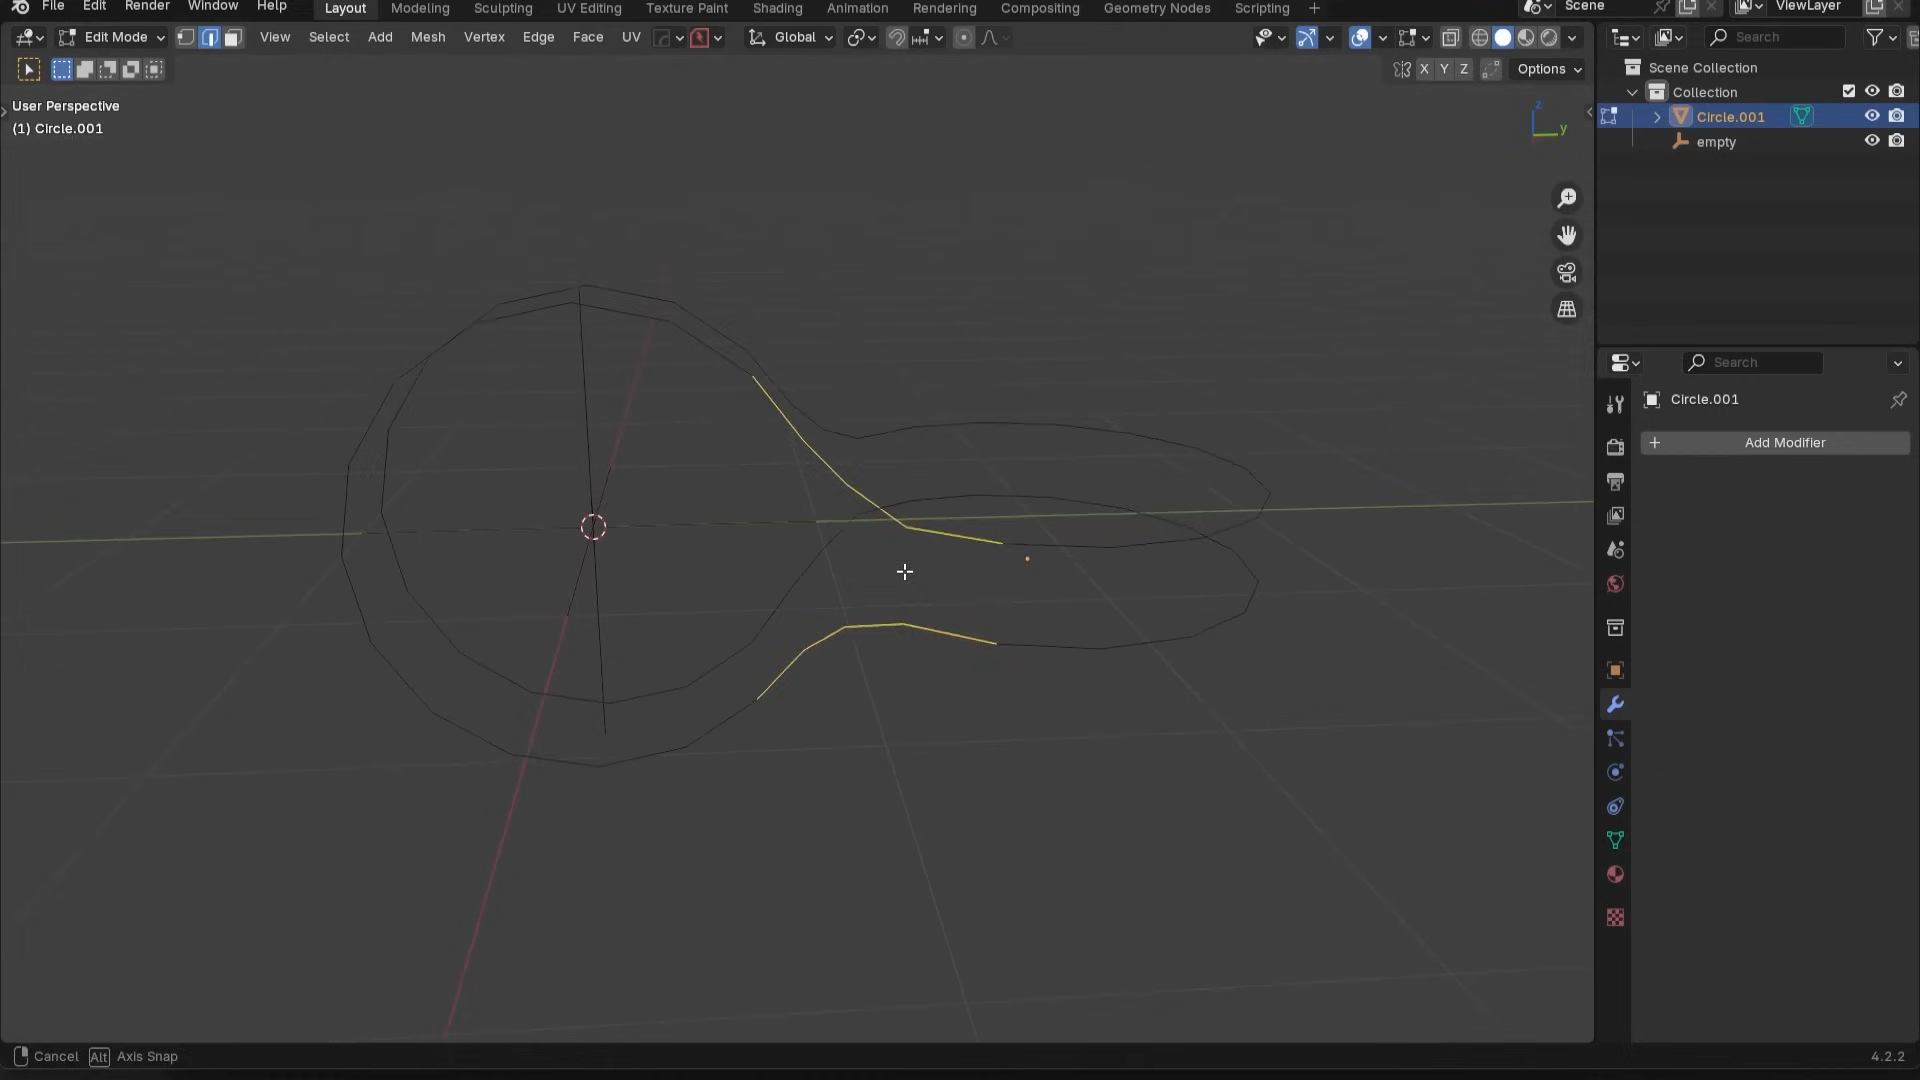 File Edit Render Window Help Layout Modeling Sculpting UV Editing Texture Paint Shading Animation Rendering Compositing Geometry Nodes Scripting + Scene ViewLayer
Edit Mode View Select Add Mesh Vertex Edge Face UV Global Search
X Y Z Options
Scene Collection
Collection
Circle.001
empty
User Perspective
(1) Circle.001
z
y
Search
Circle.001
+ Add Modifier
Cancel Alt Axis Snap 4.2.2